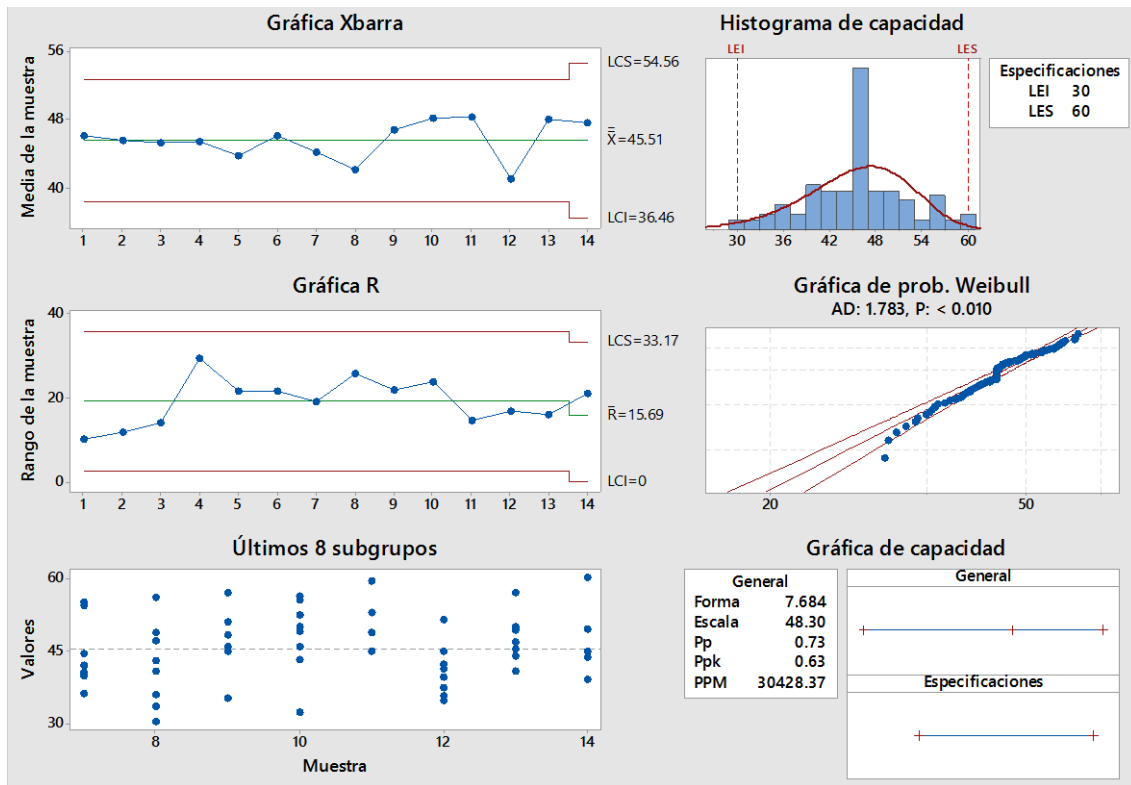 Gráfica Xbarra
Media de la muestra
56
48
40
LCS=54.56
X=45.51
LCI=36.46
1 2 3 4 5 6 7 8 9 10 11 12 13 14
Histograma de capacidad
LEI LES
30 36 42 48 54 60
Especificaciones
LEI 30
LES 60
Gráfica R
Rango de la muestra
40
20
0
LCS=33.17
R=15.69
LCI=0
1 2 3 4 5 6 7 8 9 10 11 12 13 14
Gráfica de prob. Weibull
AD: 1.783, P: < 0.010
20 50
Últimos 8 subgrupos
Valores
60
45
30
8 10 12 14
Muestra
Gráfica de capacidad
General
Forma 7.684
Escala 48.30
Pp 0.73
Ppk 0.63
PPM 30428.37
General
Especificaciones